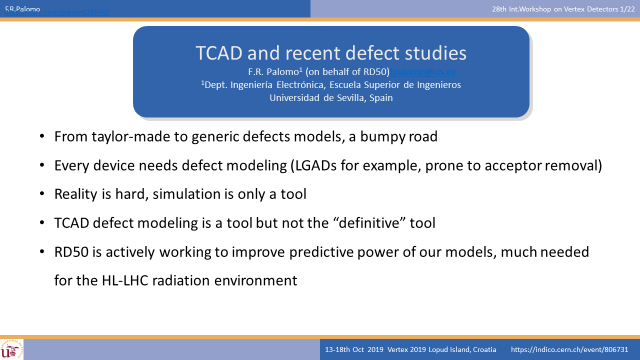 F.R.Palomo
28th Int.Workshop on Vertex Detectors 1/22
TCAD and recent defect studies
F.R. Palomo¹ (on behalf of RD50)
¹Dept. Ingeniería Electrónica, Escuela Superior de Ingenieros
Universidad de Sevilla, Spain
• From taylor-made to generic defects models, a bumpy road
• Every device needs defect modeling (LGADs for example, prone to acceptor removal)
• Reality is hard, simulation is only a tool
• TCAD defect modeling is a tool but not the “definitive” tool
• RD50 is actively working to improve predictive power of our models, much needed
for the HL-LHC radiation environment
13-18th Oct 2019 Vertex 2019 Lopud Island, Croatia https://indico.cern.ch/event/806731